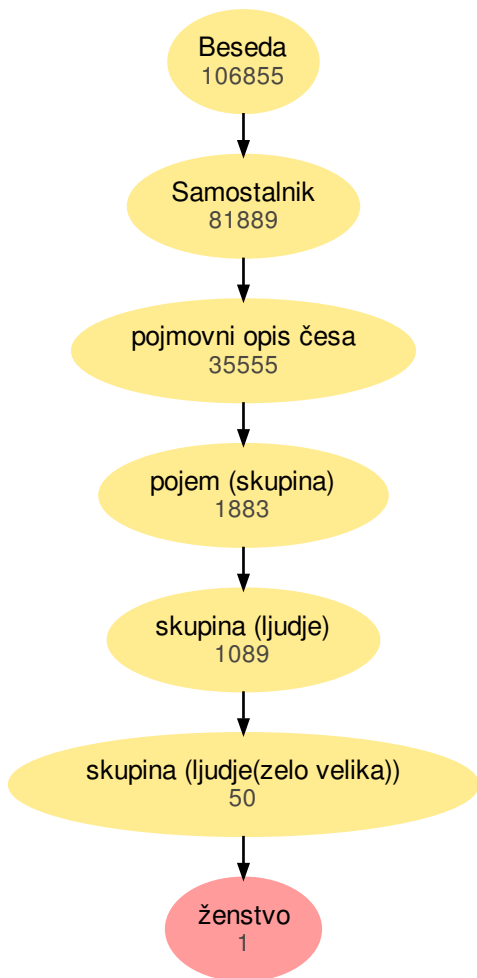 Beseda
106855
Samostalnik
81889
pojmovni opis česa
35555
pojem (skupina)
1883
skupina (ljudje)
1089
skupina (ljudje(zelo velika))
50
ženstvo
1